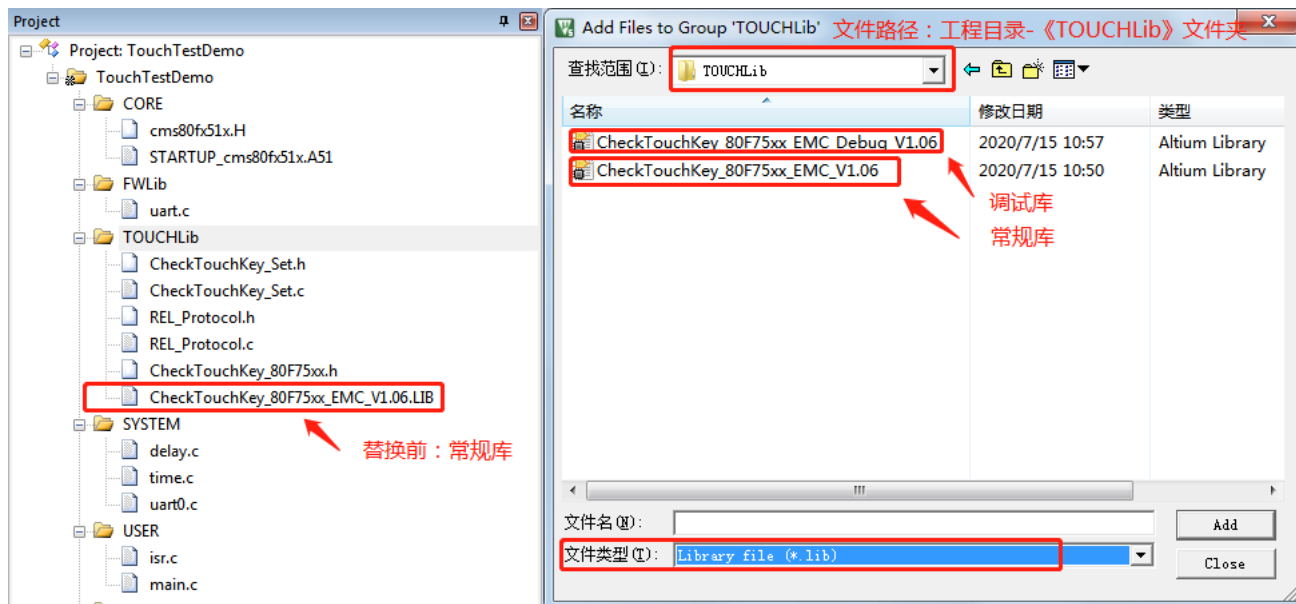 Project
Project: TouchTestDemo
TouchTestDemo
CORE
cms80fx51x.H
STARTUP_cms80fx51x.A51
FWLib
uart.c
TOUCHLib
CheckTouchKey_Set.h
CheckTouchKey_Set.c
REL_Protocol.h
REL_Protocol.c
CheckTouchKey_80F75xx.h
CheckTouchKey_80F75xx_EMC_V1.06.LIB
SYSTEM
替换前：常规库
delay.c
time.c
uart0.c
USER
isr.c
main.c
Add Files to Group 'TOUCHLib'
文件路径：工程目录-《TOUCHLib》文件夹
查找范围(I):
TOUCHLib
名称 修改日期 类型
CheckTouchKey_80F75xx_EMC_Debug_V1.06 2020/7/15 10:57 Altium Library
CheckTouchKey_80F75xx_EMC_V1.06 2020/7/15 10:50 Altium Library
调试库
常规库
文件名(N):
Add
文件类型(T): Library file (*.lib)
Close